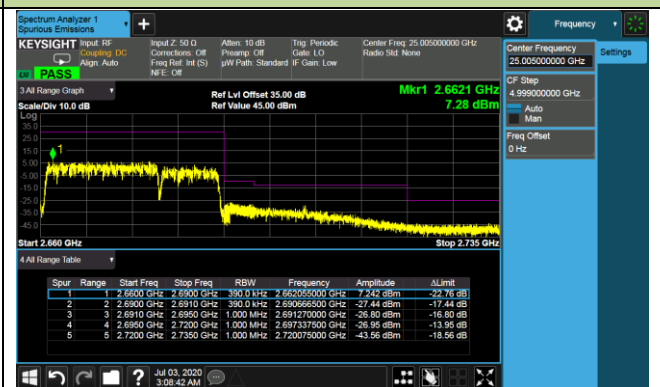 Spectrum Analyzer 1
Spurious Emissions
+
Frequency
KEYSIGHT
Input: RF
Coupling: DC
Align: Auto
Input Z: 50 Ω
Corrections: Off
Freq Ref: Int (S)
NFE: Off
Atten: 10 dB
Preamp: Off
µW Path: Standard
Trig: Periodic
Gate: LO
IF Gain: Low
Center Freq: 25.005000000 GHz
Radio Std: None
PASS
Center Frequency
25.005000000 GHz
Settings
CF Step
4.999000000 GHz
Auto
Man
Freq Offset
0 Hz
3 All Range Graph
Scale/Div 10.0 dB
Ref Lvl Offset 35.00 dB
Ref Value 45.00 dBm
Mkr1 2.6621 GHz
7.28 dBm
Log
35.0
25.0
15.0
5.00
-5.00
-15.0
-25.0
-35.0
-45.0
1
Start 2.660 GHz
Stop 2.735 GHz
4 All Range Table
Spur Range Start Freq Stop Freq RBW Frequency Amplitude ΔLimit
1 1 2.6600 GHz 2.6900 GHz 390.0 kHz 2.662055000 GHz 7.242 dBm -22.76 dB
2 2 2.6900 GHz 2.6910 GHz 390.0 kHz 2.690666500 GHz -27.44 dBm -17.44 dB
3 3 2.6910 GHz 2.6950 GHz 1.000 MHz 2.691270000 GHz -26.80 dBm -16.80 dB
4 4 2.6950 GHz 2.7200 GHz 1.000 MHz 2.697337500 GHz -26.95 dBm -13.95 dB
5 5 2.7200 GHz 2.7350 GHz 1.000 MHz 2.720075000 GHz -43.56 dBm -18.56 dB
?
Jul 03, 2020
3:08:42 AM